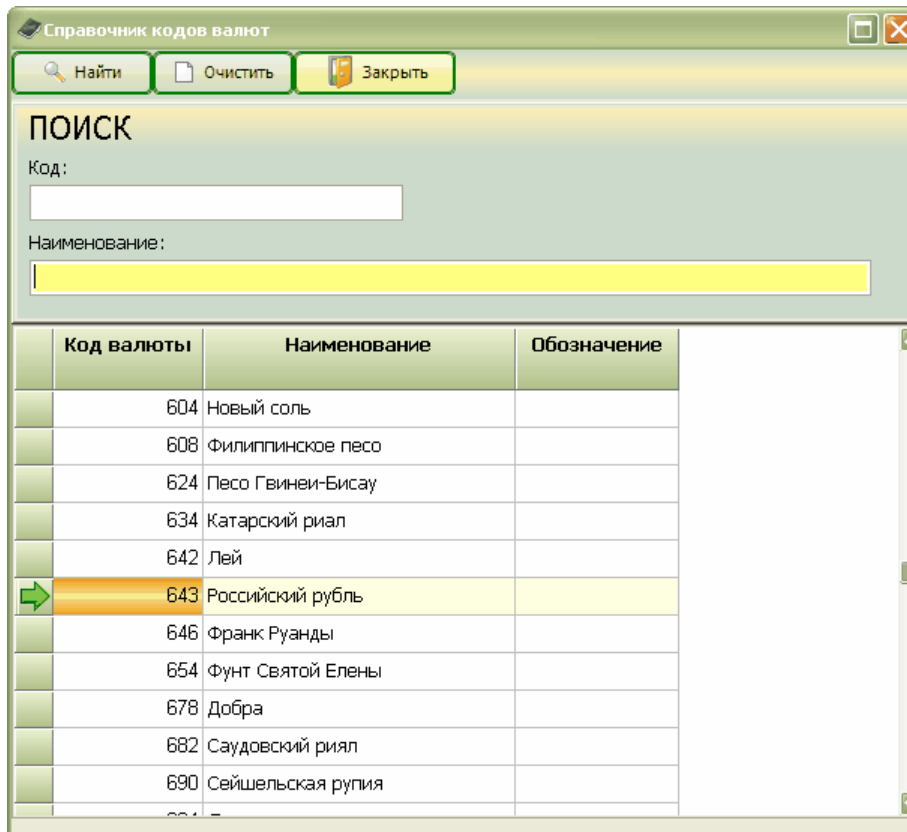 Справочник кодов валют
Найти Очистить Закрыть
ПОИСК
Код:
Наименование:
Код валюты Наименование Обозначение
604 Новый соль
608 Филиппинское песо
624 Песо Гвинеи-Бисау
634 Катарский риал
642 Лей
643 Российский рубль
646 Франк Руанды
654 Фунт Святой Елены
678 Добра
682 Саудовский риял
690 Сейшельская рупия